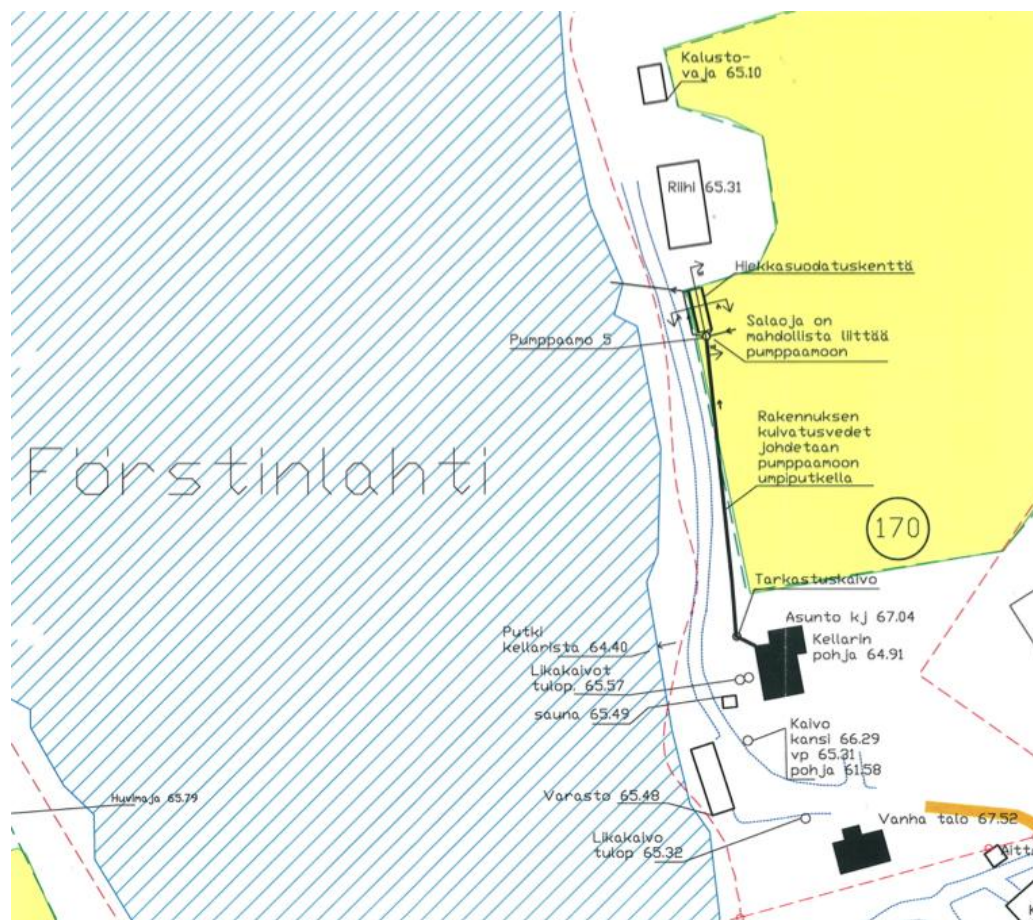 Kalusto-
vaja 65.10
Riihi 65.31
Hiekkasuodatuskenttä
Pumppaamo 5
Salaoja on
mahdollista liittää
pumppaamoon
Rakennuksen
kuivatusvedet
johdetaan
pumppaamoon
umpiputkella
Förstinlahti
170
Tarkastuskaivo
Asunto kj 67.04
Kellarin
pohja 64.91
Putki
kellarista 64.40
Likakaivot
tulop. 65.57
sauna 65.49
Kaivo
kansi 66.29
vp 65.31
pohja 61.58
Huvimaja 65.79
Varasto 65.48
Vanha talo 67.52
Likakaivo
tulop 65.32
Aitta